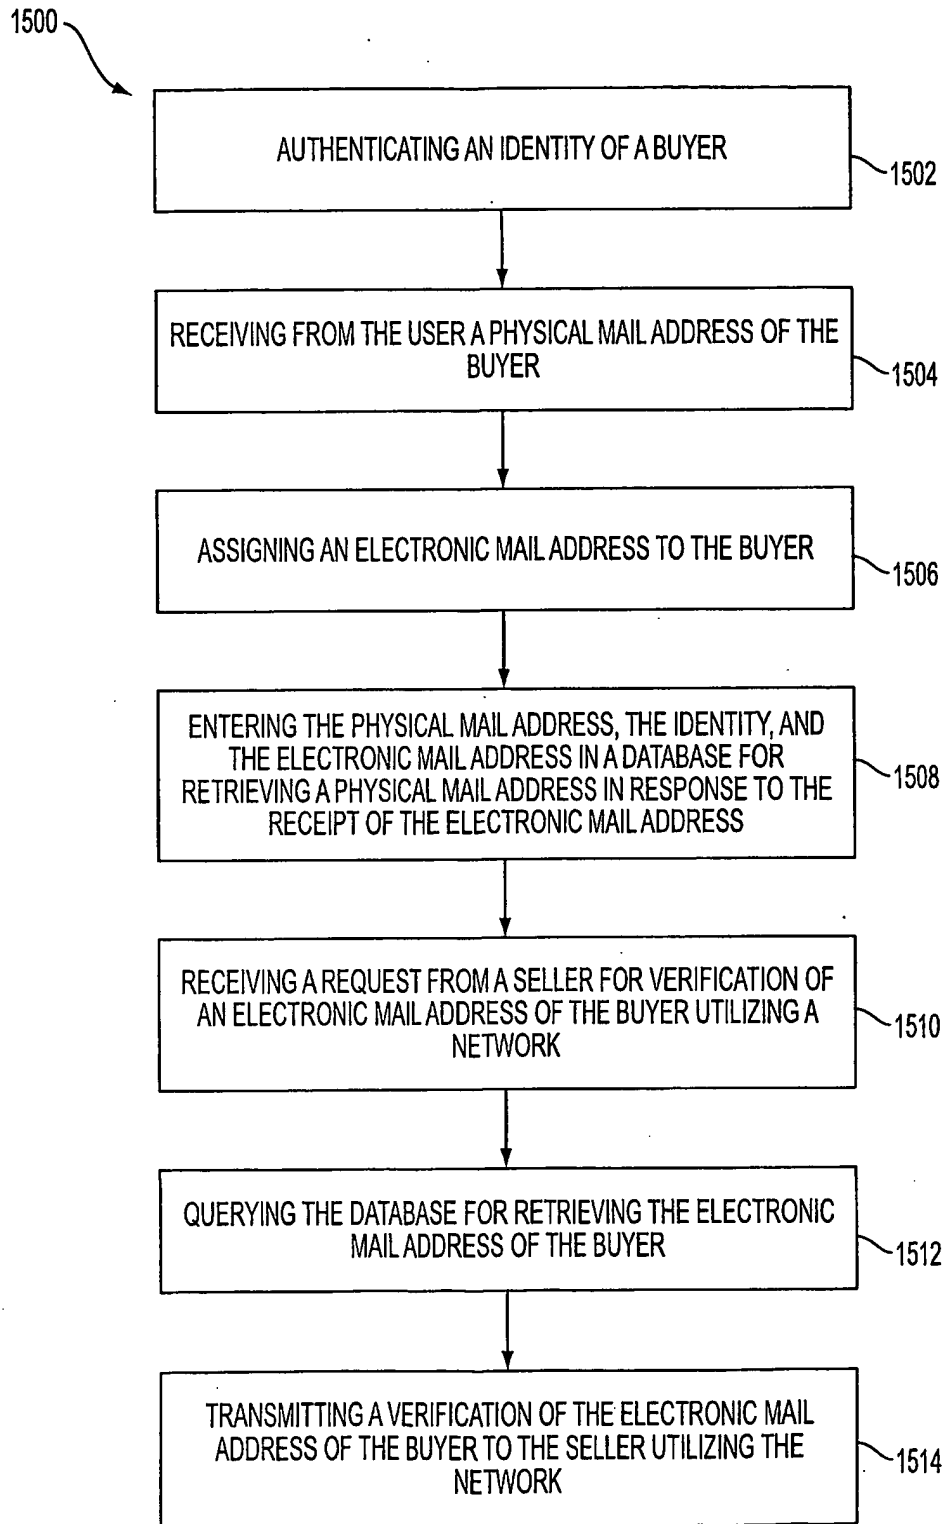 1500
AUTHENTICATING AN IDENTITY OF A BUYER
1502
RECEIVING FROM THE USER A PHYSICAL MAIL ADDRESS OF THE
BUYER
1504
ASSIGNING AN ELECTRONIC MAIL ADDRESS TO THE BUYER
1506
ENTERING THE PHYSICAL MAIL ADDRESS, THE IDENTITY, AND
THE ELECTRONIC MAIL ADDRESS IN A DATABASE FOR
RETRIEVING A PHYSICAL MAIL ADDRESS IN RESPONSE TO THE
RECEIPT OF THE ELECTRONIC MAIL ADDRESS
1508
RECEIVING A REQUEST FROM A SELLER FOR VERIFICATION OF
AN ELECTRONIC MAIL ADDRESS OF THE BUYER UTILIZING A
NETWORK
1510
QUERYING THE DATABASE FOR RETRIEVING THE ELECTRONIC
MAIL ADDRESS OF THE BUYER
1512
TRANSMITTING A VERIFICATION OF THE ELECTRONIC MAIL
ADDRESS OF THE BUYER TO THE SELLER UTILIZING THE
NETWORK
1514